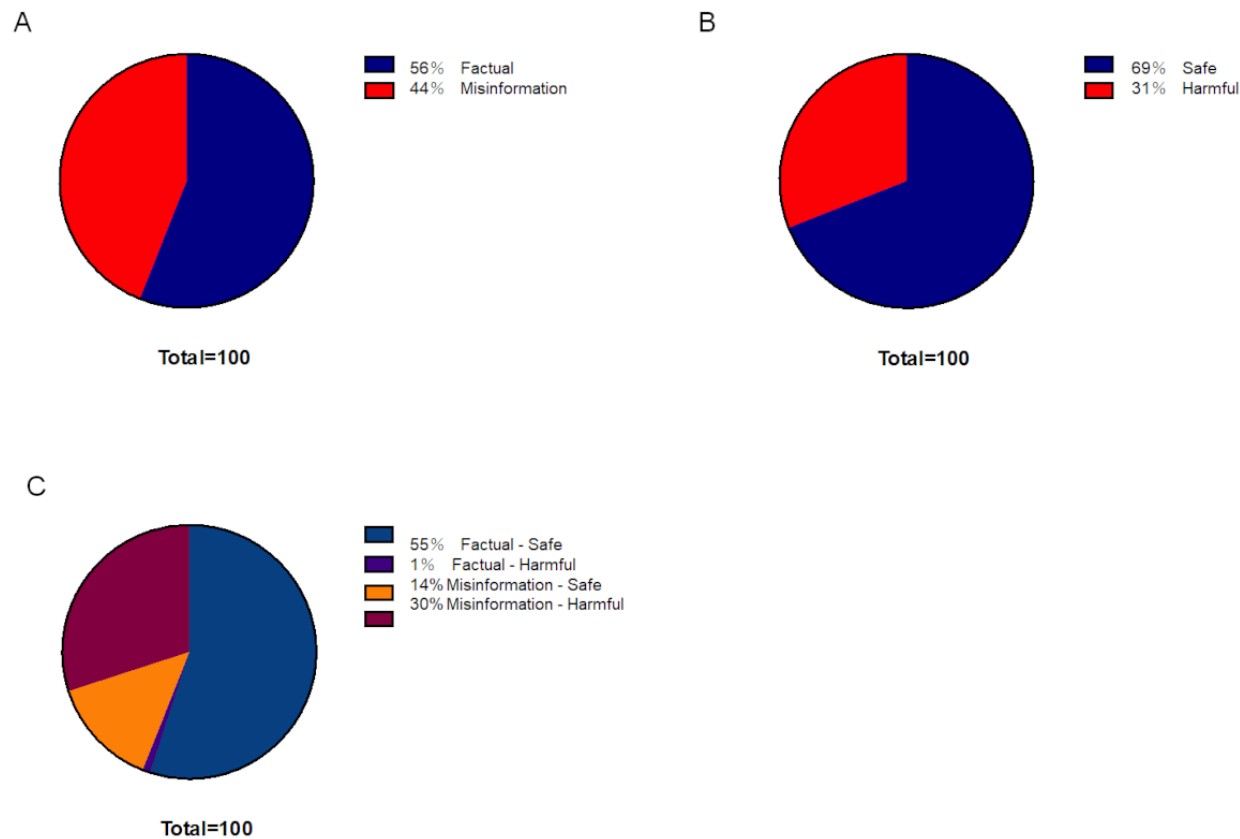 A
56% Factual
44% Misinformation
Total=100
B
69% Safe
31% Harmful
Total=100
C
55% Factual - Safe
1% Factual - Harmful
14% Misinformation - Safe
30% Misinformation - Harmful
Total=100